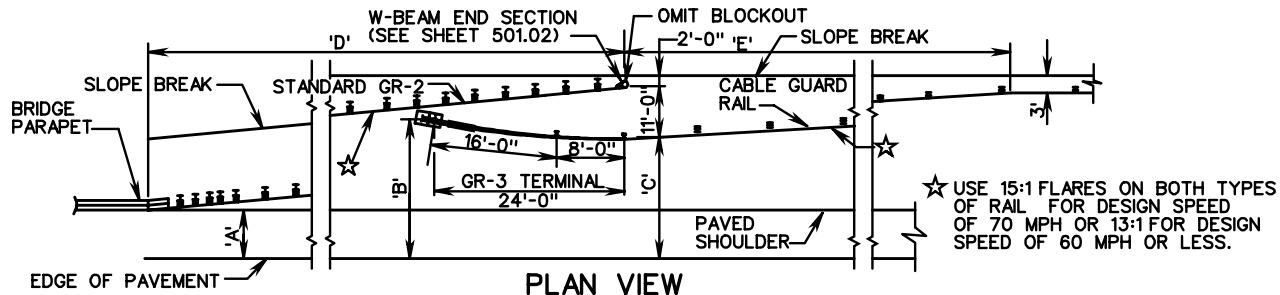 W-BEAM END SECTION
(SEE SHEET 501.02)
OMIT BLOCKOUT
'D'
2'-0"
'E'
SLOPE BREAK
SLOPE BREAK
STANDARD GR-2
CABLE GUARD
RAIL
BRIDGE
PARAPET
11'-0"
3'
16'-0"
8'-0"
'B'
'C'
GR-3 TERMINAL
24'-0"
'A'
PAVED
SHOULDER
☆ USE 15:1 FLARES ON BOTH TYPES
OF RAIL FOR DESIGN SPEED
OF 70 MPH OR 13:1 FOR DESIGN
SPEED OF 60 MPH OR LESS.
EDGE OF PAVEMENT
PLAN VIEW